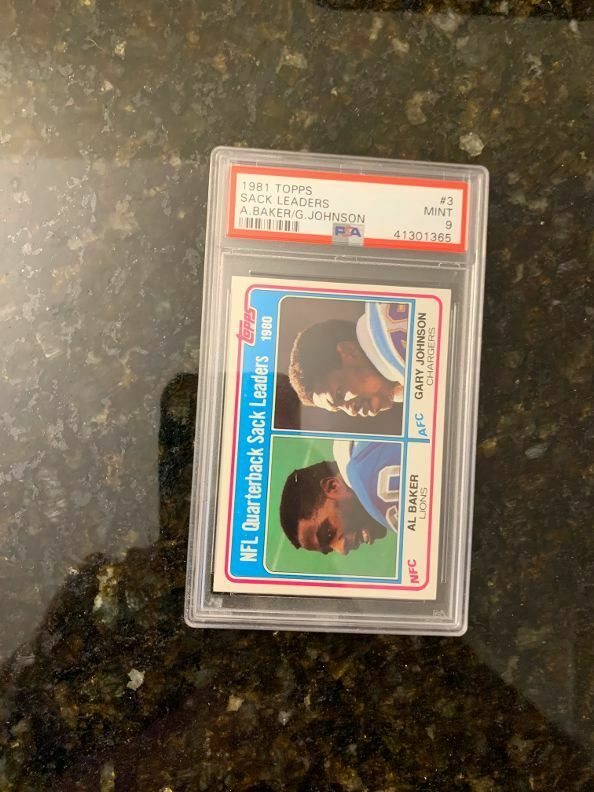 1981 TOPPS #3
SACK LEADERS MINT
A.BAKER/G.JOHNSON 9
PSA 41301365
Topps
NFL Quarterback Sack Leaders 1980
NFC
AL BAKER
LIONS
AFC
GARY JOHNSON
CHARGERS